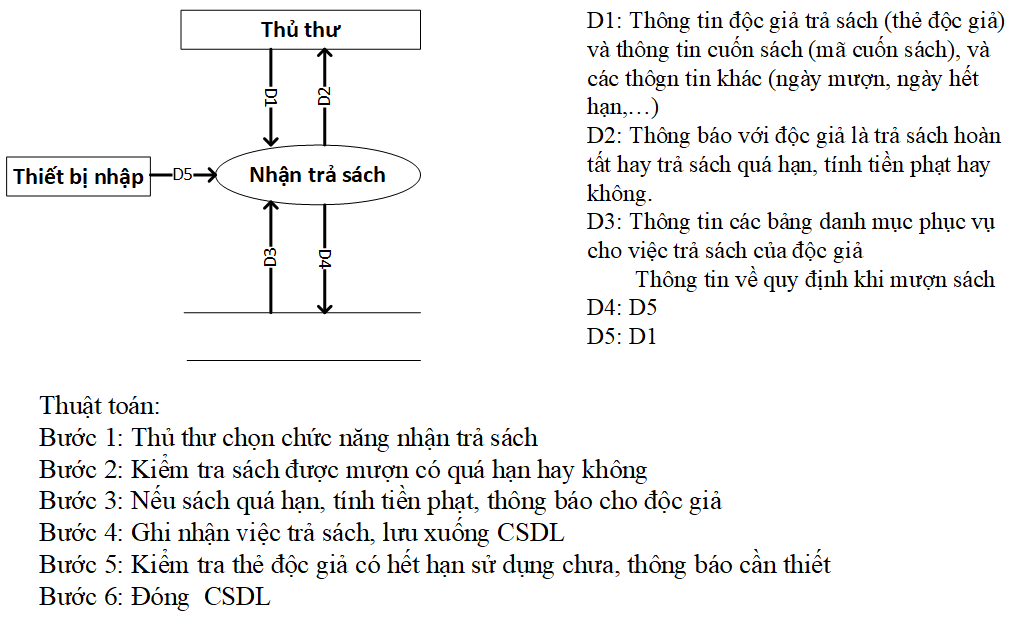 Thủ thư
D1
D2
Thiết bị nhập
D5
Nhận trả sách
D3
D4
D1: Thông tin độc giả trả sách (thẻ độc giả)
và thông tin cuốn sách (mã cuốn sách), và
các thôgn tin khác (ngày mượn, ngày hết
hạn,…)
D2: Thông báo với độc giả là trả sách hoàn
tất hay trả sách quá hạn, tính tiền phạt hay
không.
D3: Thông tin các bảng danh mục phục vụ
cho việc trả sách của độc giả
Thông tin về quy định khi mượn sách
D4: D5
D5: D1
Thuật toán:
Bước 1: Thủ thư chọn chức năng nhận trả sách
Bước 2: Kiểm tra sách được mượn có quá hạn hay không
Bước 3: Nếu sách quá hạn, tính tiền phạt, thông báo cho độc giả
Bước 4: Ghi nhận việc trả sách, lưu xuống CSDL
Bước 5: Kiểm tra thẻ độc giả có hết hạn sử dụng chưa, thông báo cần thiết
Bước 6: Đóng  CSDL